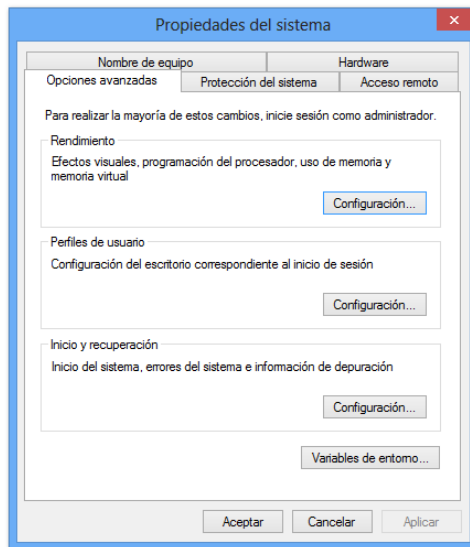 Propiedades del sistema
Nombre de equipo
Hardware
Opciones avanzadas
Protección del sistema
Acceso remoto
Para realizar la mayoría de estos cambios, inicie sesión como administrador.
Rendimiento
Efectos visuales, programación del procesador, uso de memoria y
memoria virtual
Configuración...
Perfiles de usuario
Configuración del escritorio correspondiente al inicio de sesión
Configuración...
Inicio y recuperación
Inicio del sistema, errores del sistema e información de depuración
Configuración...
Variables de entorno...
Aceptar
Cancelar
Aplicar